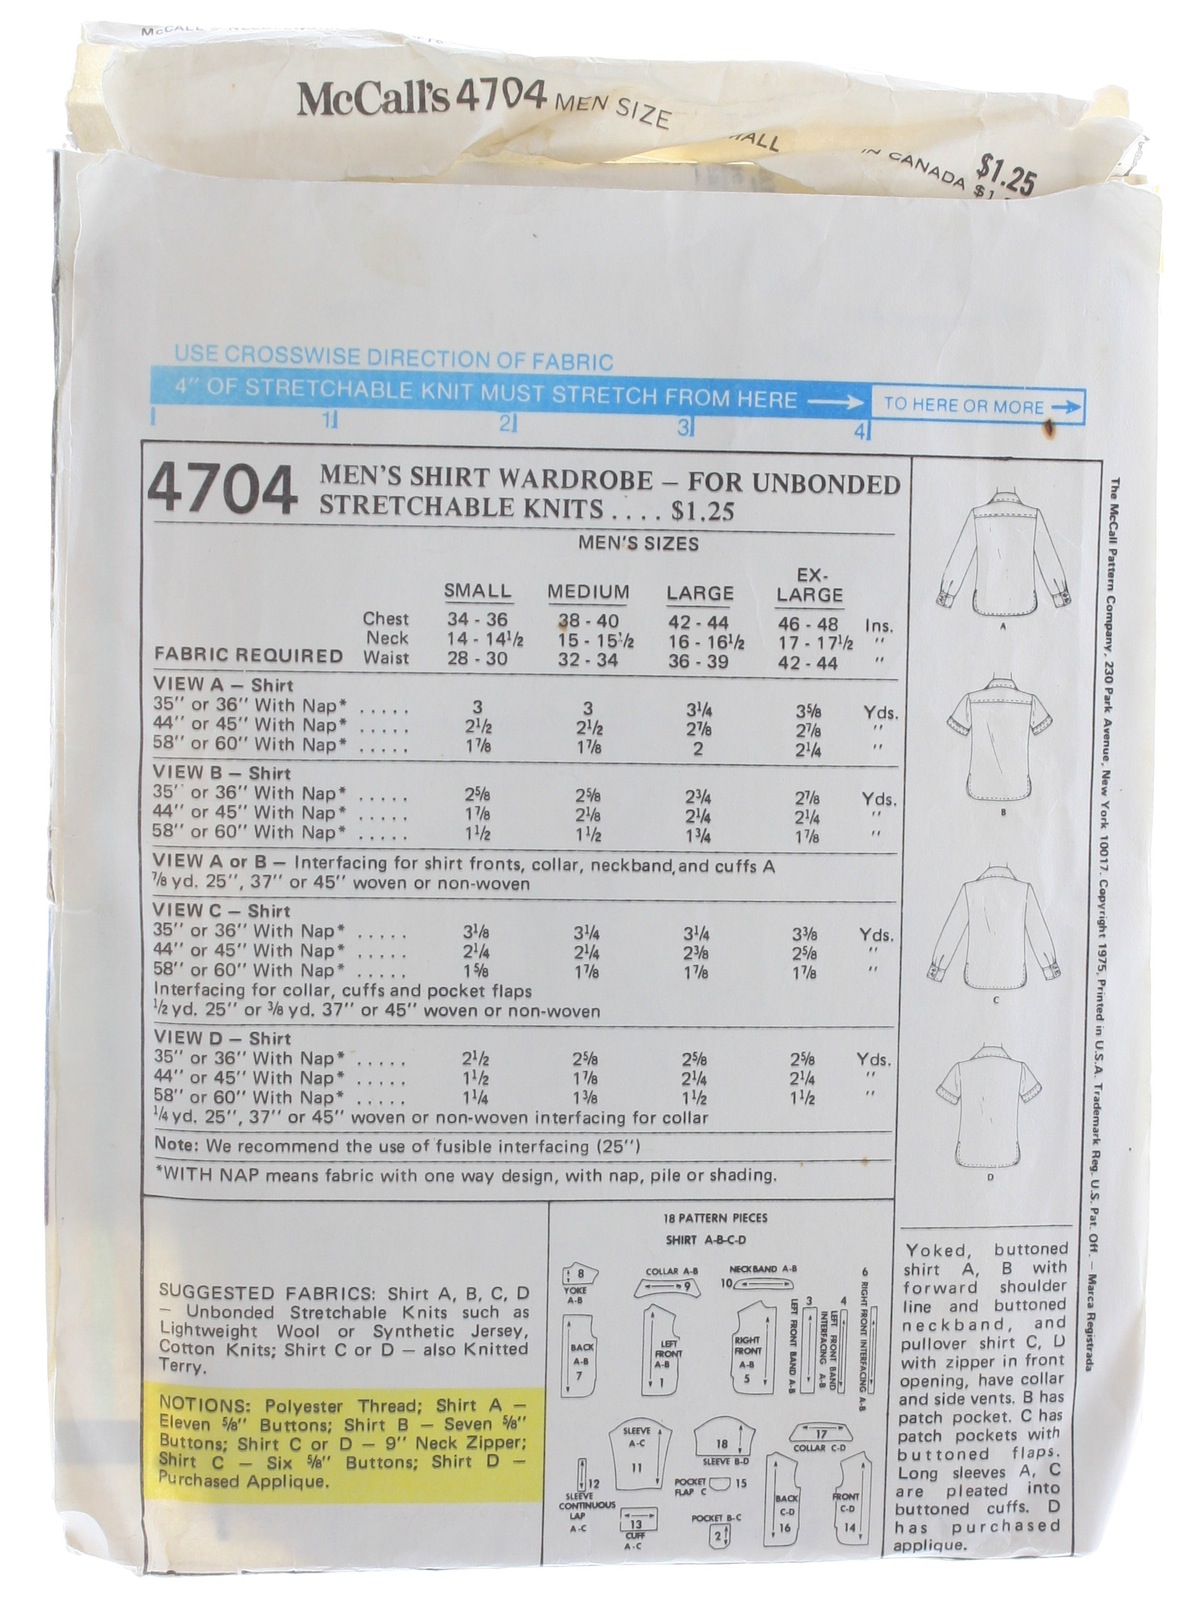 McCall's 4704 MEN SIZE
IN CANADA $1.25
USE CROSSWISE DIRECTION OF FABRIC
4" OF STRETCHABLE KNIT MUST STRETCH FROM HERE → TO HERE OR MORE →
1 2 3 4
4704 MEN'S SHIRT WARDROBE – FOR UNBONDED
STRETCHABLE KNITS .... $1.25
MEN'S SIZES
SMALL MEDIUM LARGE EX-LARGE
Chest 34 - 36 38 - 40 42 - 44 46 - 48 Ins.
Neck 14 - 14½ 15 - 15½ 16 - 16½ 17 - 17½ "
FABRIC REQUIRED Waist 28 - 30 32 - 34 36 - 39 42 - 44 "
VIEW A – Shirt
35" or 36" With Nap* ..... 3 3 3¼ 3⅝ Yds.
44" or 45" With Nap* ..... 2½ 2½ 2⅞ 2⅞ "
58" or 60" With Nap* ..... 1⅞ 1⅞ 2 2¼ "
VIEW B – Shirt
35" or 36" With Nap* ..... 2⅝ 2⅝ 2¾ 2⅞ Yds.
44" or 45" With Nap* ..... 1⅞ 2⅛ 2¼ 2¼ "
58" or 60" With Nap* ..... 1½ 1½ 1¾ 1⅞ "
VIEW A or B – Interfacing for shirt fronts, collar, neckband, and cuffs A
⅞ yd. 25", 37" or 45" woven or non-woven
VIEW C – Shirt
35" or 36" With Nap* ..... 3⅛ 3¼ 3¼ 3⅜ Yds.
44" or 45" With Nap* ..... 2¼ 2¼ 2⅜ 2⅝ "
58" or 60" With Nap* ..... 1⅝ 1⅞ 1⅞ 1⅞ "
Interfacing for collar, cuffs and pocket flaps
½ yd. 25" or ⅜ yd. 37" or 45" woven or non-woven
VIEW D – Shirt
35" or 36" With Nap* ..... 2½ 2⅝ 2⅝ 2⅝ Yds.
44" or 45" With Nap* ..... 1½ 1⅞ 2¼ 2¼ "
58" or 60" With Nap* ..... 1¼ 1⅜ 1½ 1½ "
¼ yd. 25", 37" or 45" woven or non-woven interfacing for collar
Note: We recommend the use of fusible interfacing (25")
*WITH NAP means fabric with one way design, with nap, pile or shading.
A
B
C
D
The McCall Pattern Company, 230 Park Avenue, New York 10017. Copyright 1975, Printed in U.S.A. Trademark Reg. U.S. Pat. Off. – Marca Registrada
SUGGESTED FABRICS: Shirt A, B, C, D
– Unbonded Stretchable Knits such as
Lightweight Wool or Synthetic Jersey,
Cotton Knits; Shirt C or D – also Knitted
Terry.
NOTIONS: Polyester Thread; Shirt A –
Eleven ⅝" Buttons; Shirt B – Seven ⅝"
Buttons; Shirt C or D – 9" Neck Zipper;
Shirt C – Six ⅝" Buttons; Shirt D –
Purchased Applique.
18 PATTERN PIECES
SHIRT A-B-C-D
8
YOKE
A-B
COLLAR A-B
9
NECKBAND A-B
10
BACK
A-B
7
LEFT
FRONT
A-B
1
RIGHT
FRONT
A-B
5
3
LEFT FRONT BAND A-B
4
LEFT FRONT BAND
INTERFACING A-B
6
RIGHT FRONT INTERFACING A-B
SLEEVE
A-C
11
18
SLEEVE B-D
17
COLLAR C-D
12
SLEEVE
CONTINUOUS
LAP
A-C
13
CUFF
A-C
POCKET
FLAP C
15
POCKET B-C
2
BACK
C-D
16
FRONT
C-D
14
Yoked, buttoned
shirt A, B with
forward shoulder
line and buttoned
neckband, and
pullover shirt C, D
with zipper in front
opening, have collar
and side vents. B has
patch pocket. C has
patch pockets with
buttoned flaps.
Long sleeves A, C
are pleated into
buttoned cuffs. D
has purchased
applique.